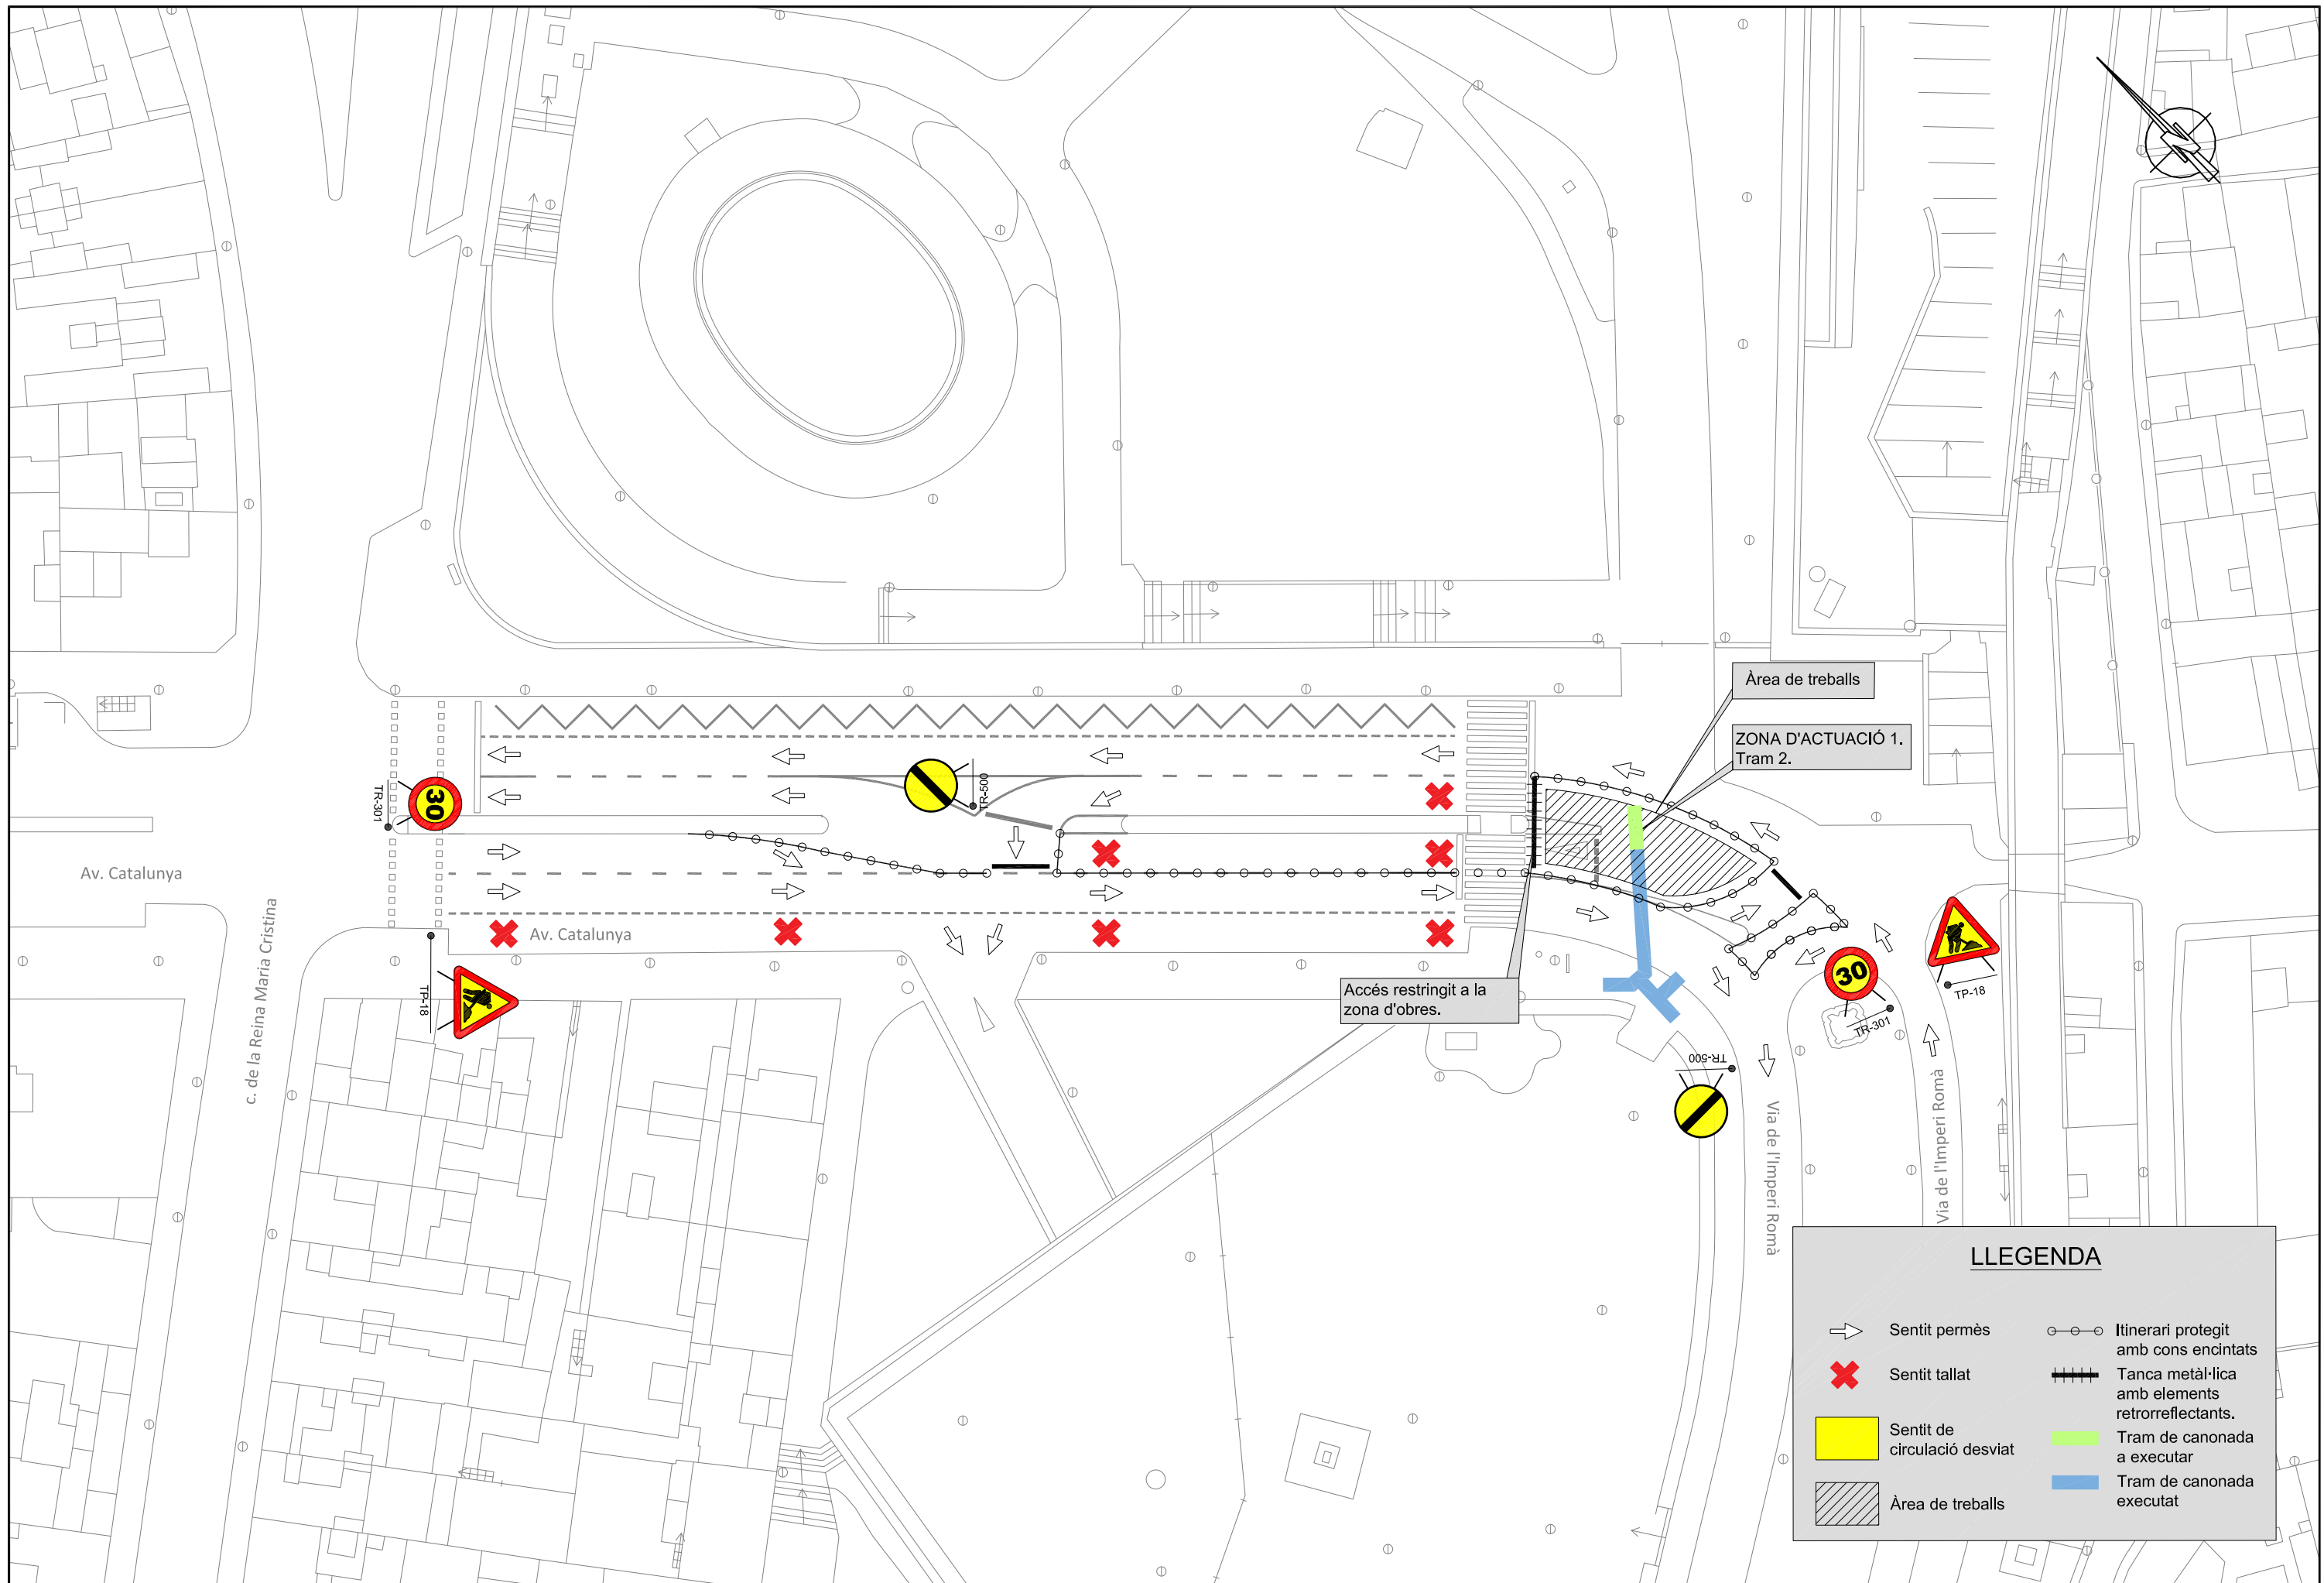 Àrea de treballs
ZONA D'ACTUACIÓ 1.
Tram 2.
TR-301
30
TR-500
Av. Catalunya
Av. Catalunya
c. de la Reina Maria Cristina
TP-18
Accés restringit a la
zona d'obres.
30
TP-18
TR-301
TR-500
Via de l'Imperi Romà
Via de l'Imperi Romà
LLEGENDA
Sentit permès
Sentit tallat
Sentit de
circulació desviat
Àrea de treballs
Itinerari protegit
amb cons encintats
Tanca metàl·lica
amb elements
retrorreflectants.
Tram de canonada
a executar
Tram de canonada
executat